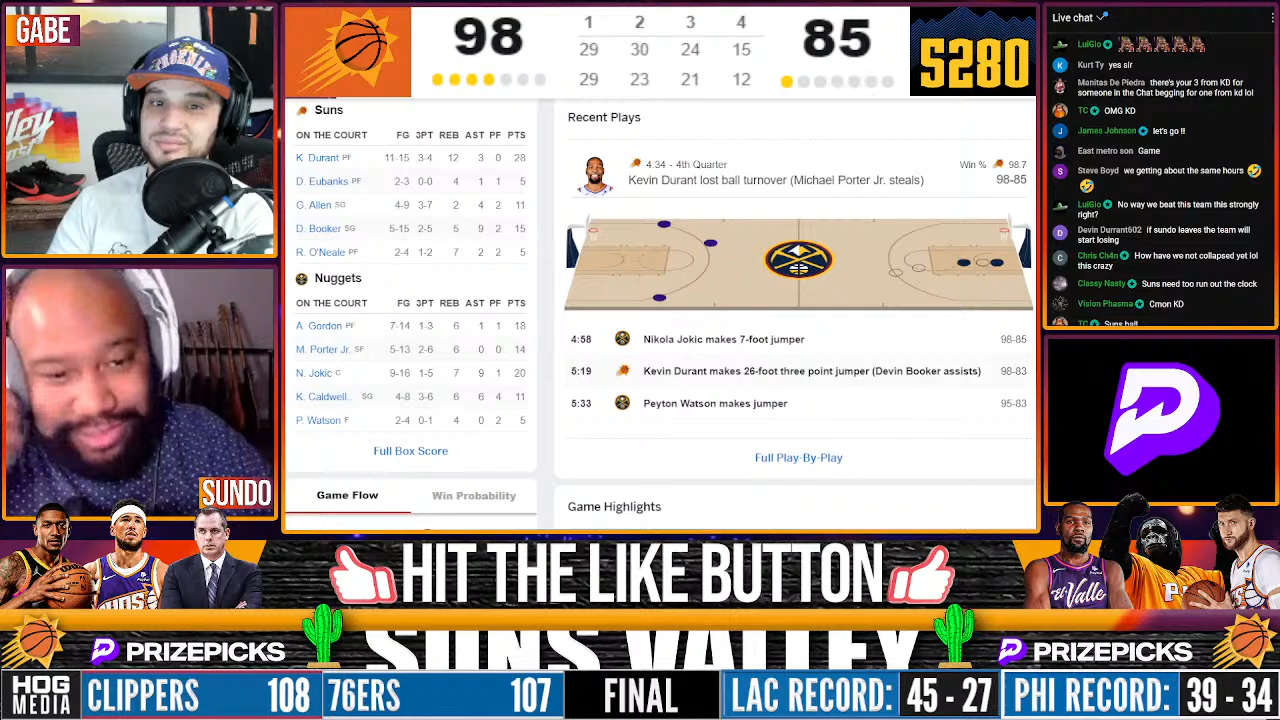 GABE
98
1 2 3 4
29 30 24 15
29 23 21 12
85
5280
Suns
ON THE COURT FG 3PT REB AST PF PTS
K. Durant PF 11-15 3-4 12 3 0 28
D. Eubanks PF 2-3 0-0 4 1 1 5
G. Allen SG 4-9 3-7 2 4 2 11
D. Booker SG 5-15 2-5 5 9 2 15
R. O'Neale PF 2-4 1-2 7 2 2 5
Nuggets
ON THE COURT FG 3PT REB AST PF PTS
A. Gordon PF 7-14 1-3 6 1 1 18
M. Porter Jr. SF 5-13 2-6 6 0 0 14
N. Jokic C 9-16 1-5 7 9 1 20
K. Caldwell.. SG 4-8 3-6 6 6 4 11
P. Watson F 2-4 0-1 4 0 2 5
Full Box Score
Game Flow Win Probability
Recent Plays
4:34 - 4th Quarter Win % 98.7
Kevin Durant lost ball turnover (Michael Porter Jr. steals) 98-85
4:58 Nikola Jokic makes 7-foot jumper 98-85
5:19 Kevin Durant makes 26-foot three point jumper (Devin Booker assists) 98-83
5:33 Peyton Watson makes jumper 95-83
Full Play-By-Play
Game Highlights
Live chat
LuiGio
Kurt Ty yes sir
Monitas De Piedra there's your 3 from KD for
someone in the Chat begging for one from kd lol
TC OMG KD
James Johnson let's go !!
East metro son Game
Steve Boyd we getting about the same hours
LuiGio No way we beat this team this strongly
right?
Devin Durrant602 if sundo leaves the team will
start losing
Chris Ch4n How have we not collapsed yet lol
this crazy
Classy Nasty Suns need too run out the clock
Vision Phasma Cmon KD
TC Suns ball
SUNDO
HIT THE LIKE BUTTON
SUNS VALLEY
PRIZEPICKS
PRIZEPICKS
HOG
MEDIA
CLIPPERS 108 76ERS 107 FINAL LAC RECORD: 45 - 27 PHI RECORD: 39 - 34